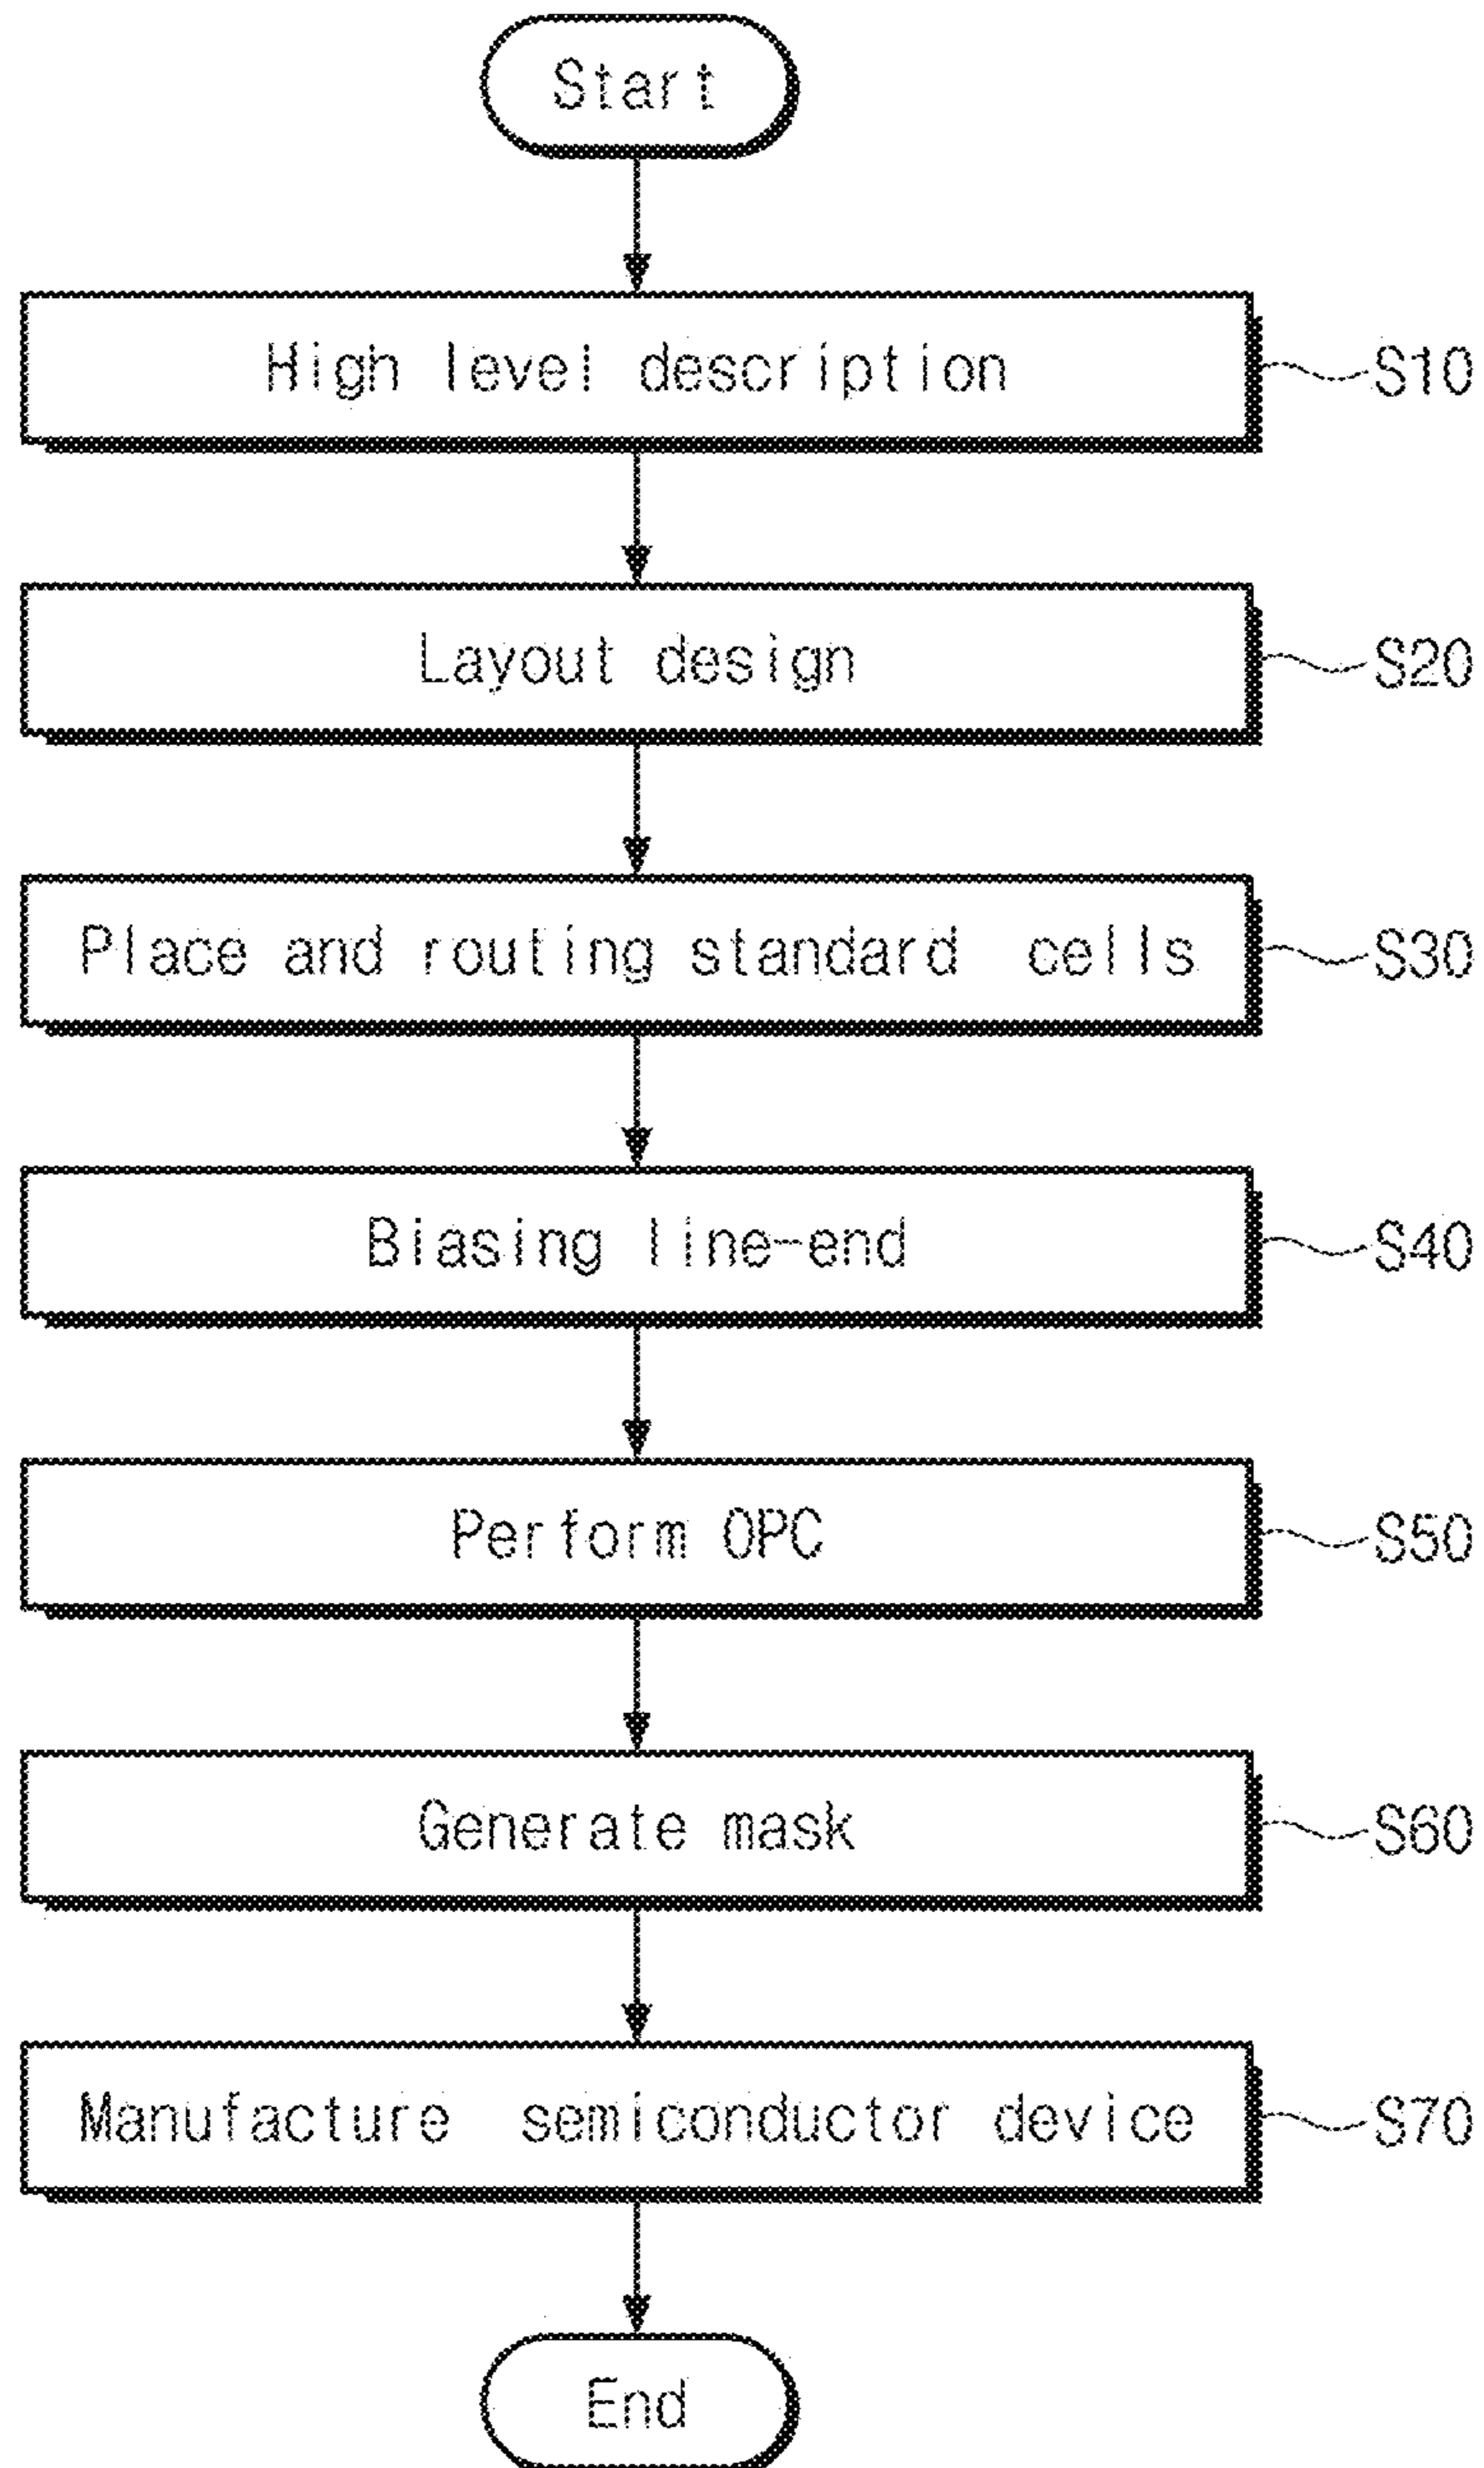 Start
High level description
S10
Layout design
S20
Place and routing standard cells
S30
Biasing line-end
S40
Perform OPC
S50
Generate mask
S60
Manufacture semiconductor device
S70
End